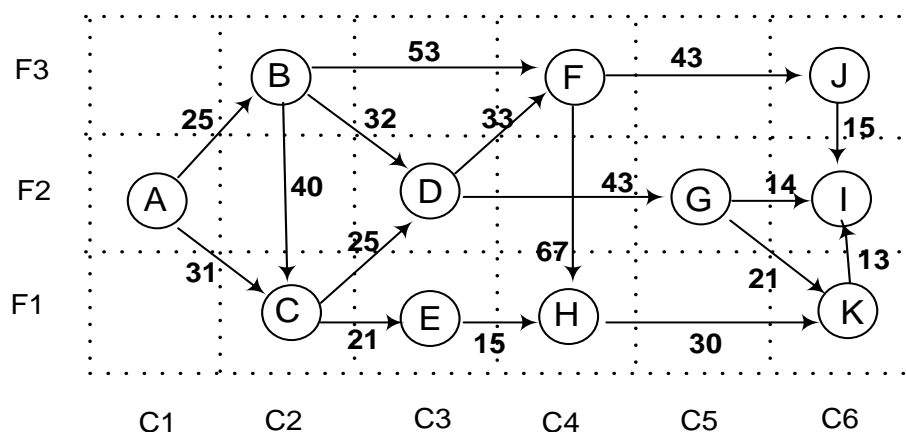 F3 B 53 F 43 J
25 32 33 15
F2 A 40 D 43 G 14 I
31 25 67 21 13
F1 C 21 E 15 H 30 K
C1 C2 C3 C4 C5 C6